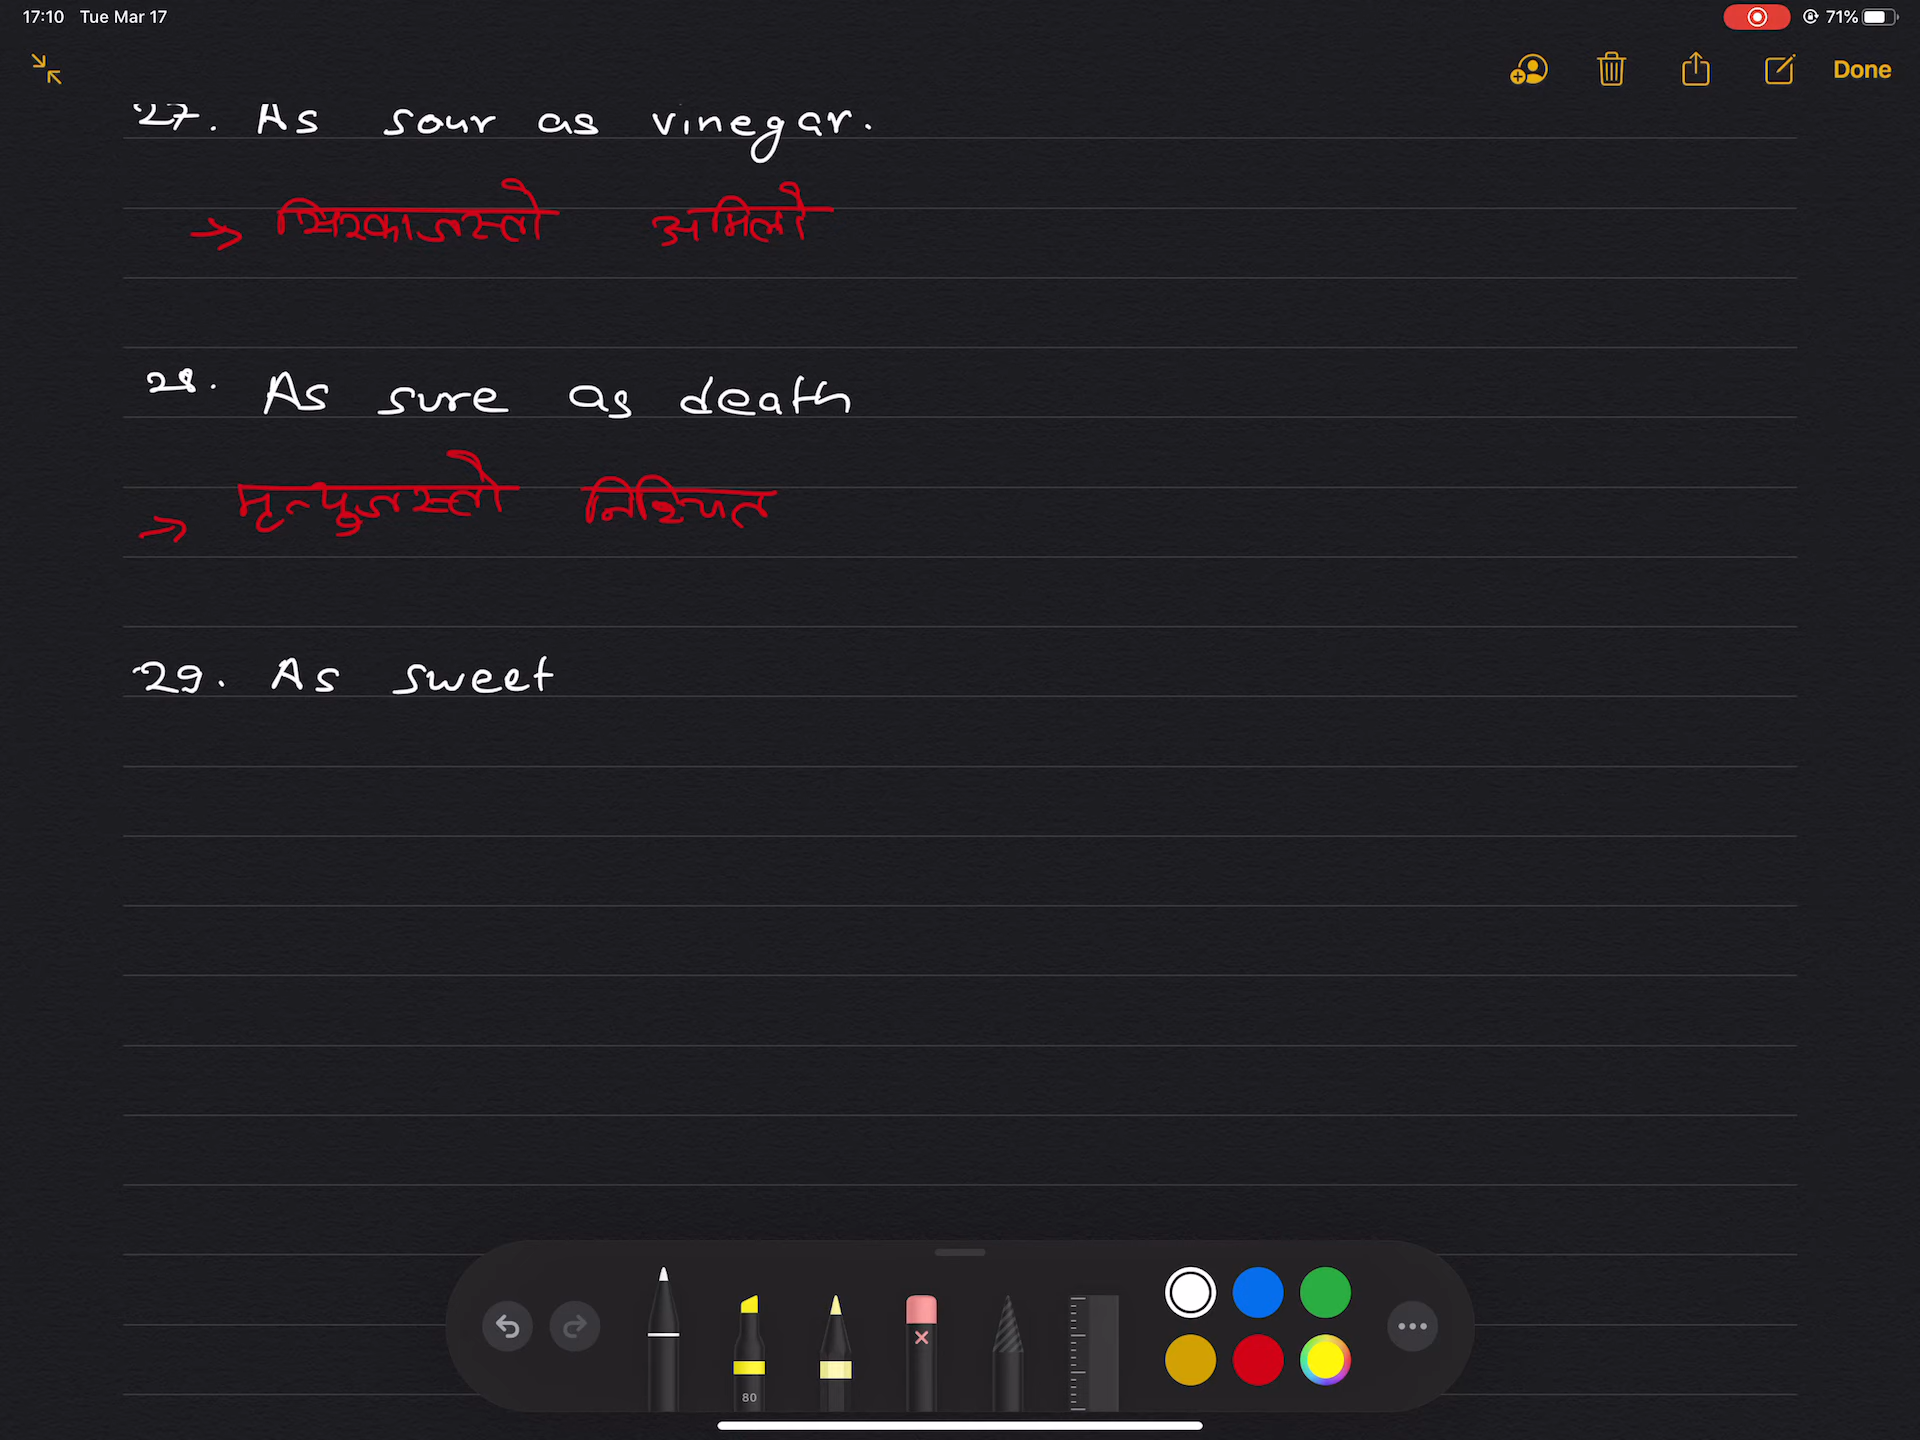 17:10 Tue Mar 17
71%
Done
27. As sour as vinegar.
→ सिरकाजस्तो अमिलो
28. As sure as death
→ मृत्युजस्तो निश्चित
29. As sweet
80